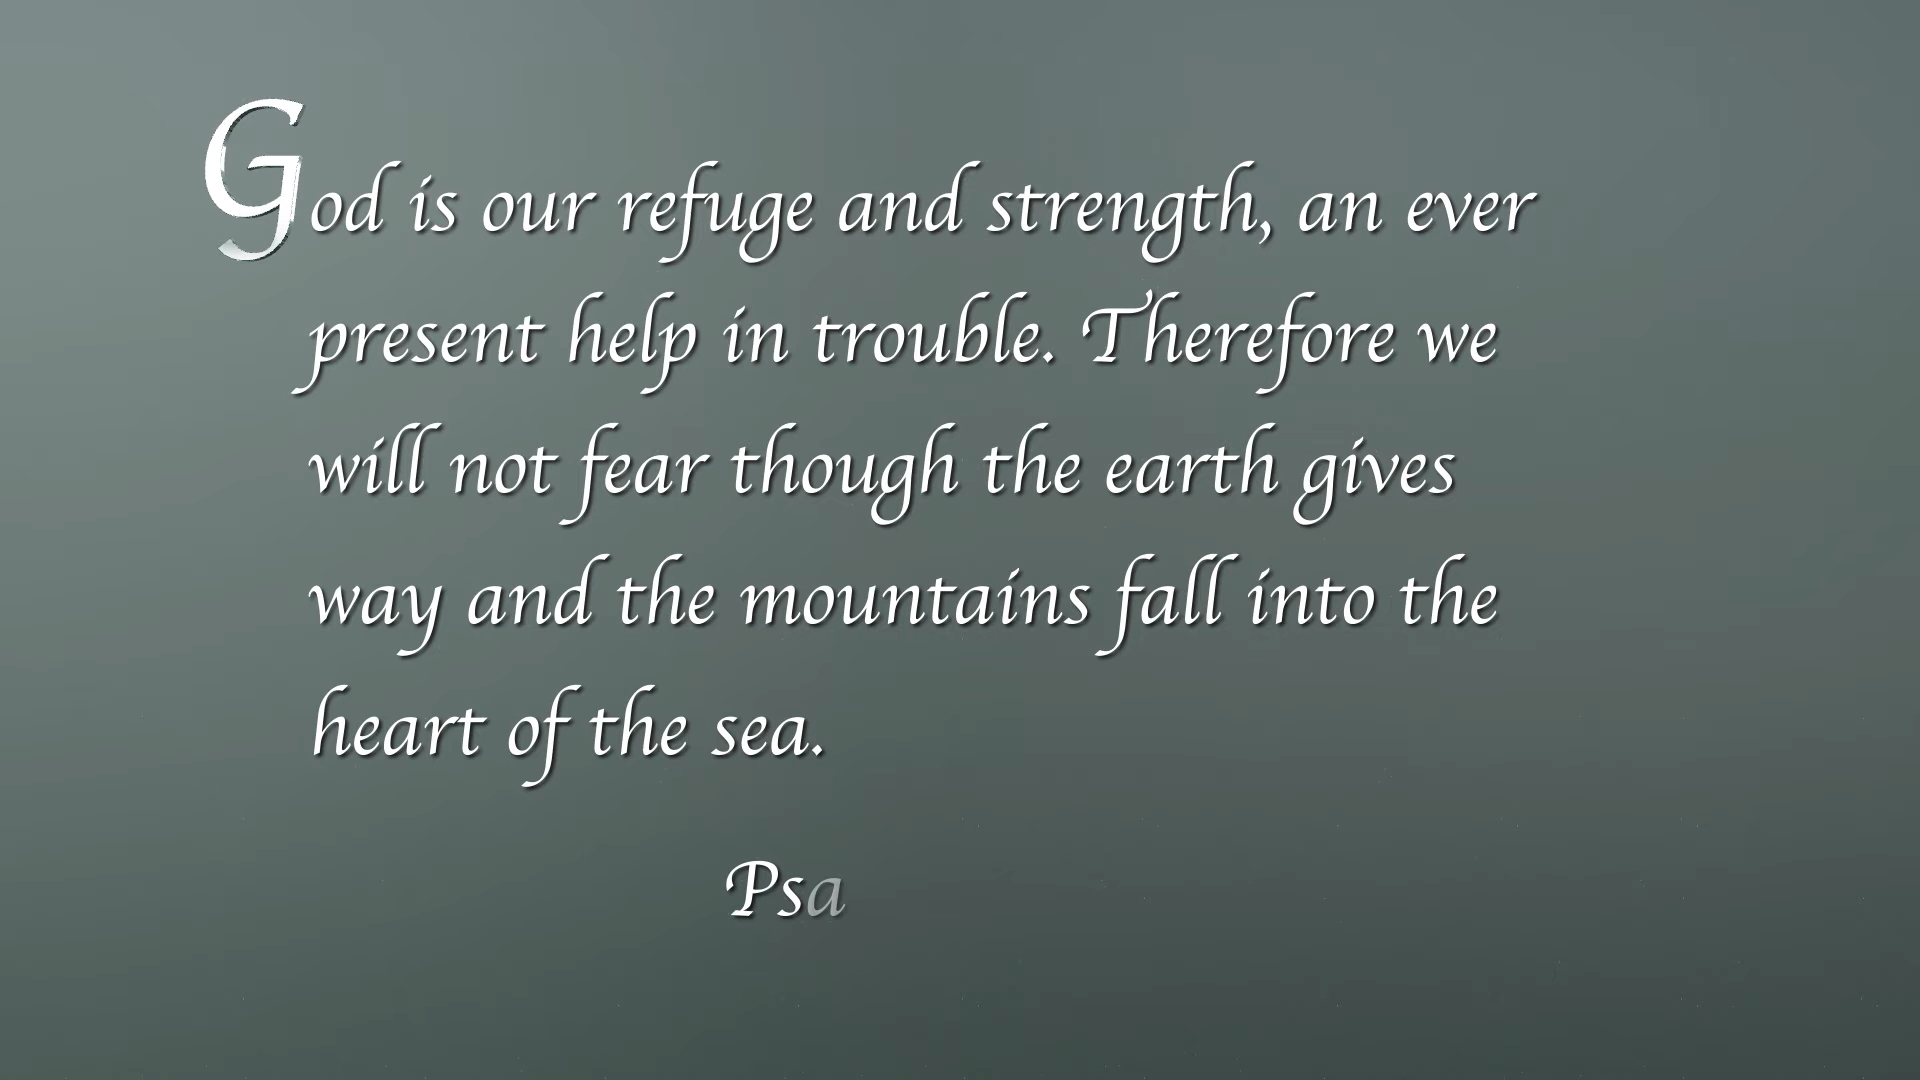 God is our refuge and strength, an ever
present help in trouble. Therefore we
will not fear though the earth gives
way and the mountains fall into the
heart of the sea.
Psa